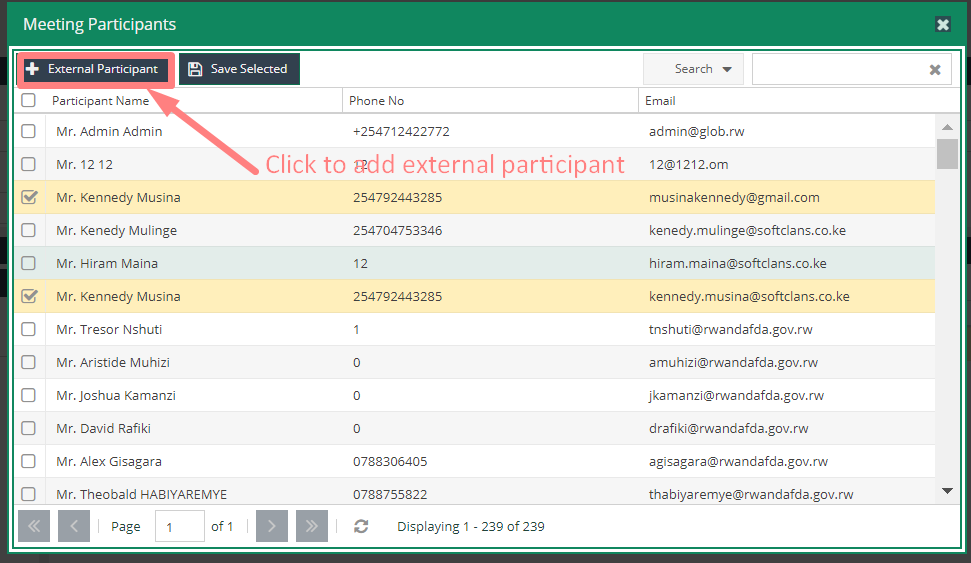 Meeting Participants
External Participant Save Selected Search
Participant Name Phone No Email
Mr. Admin Admin +254712422772 admin@glob.rw
Mr. 12 12 12 12@1212.om
Click to add external participant
Mr. Kennedy Musina 254792443285 musinakennedy@gmail.com
Mr. Kenedy Mulinge 254704753346 kenedy.mulinge@softclans.co.ke
Mr. Hiram Maina 12 hiram.maina@softclans.co.ke
Mr. Kennedy Musina 254792443285 kennedy.musina@softclans.co.ke
Mr. Tresor Nshuti 1 tnshuti@rwandafda.gov.rw
Mr. Aristide Muhizi 0 amuhizi@rwandafda.gov.rw
Mr. Joshua Kamanzi 0 jkamanzi@rwandafda.gov.rw
Mr. David Rafiki 0 drafiki@rwandafda.gov.rw
Mr. Alex Gisagara 0788306405 agisagara@rwandafda.gov.rw
Mr. Theobald HABIYAREMYE 0788755822 thabiyaremye@rwandafda.gov.rw
Page 1 of 1 Displaying 1 - 239 of 239